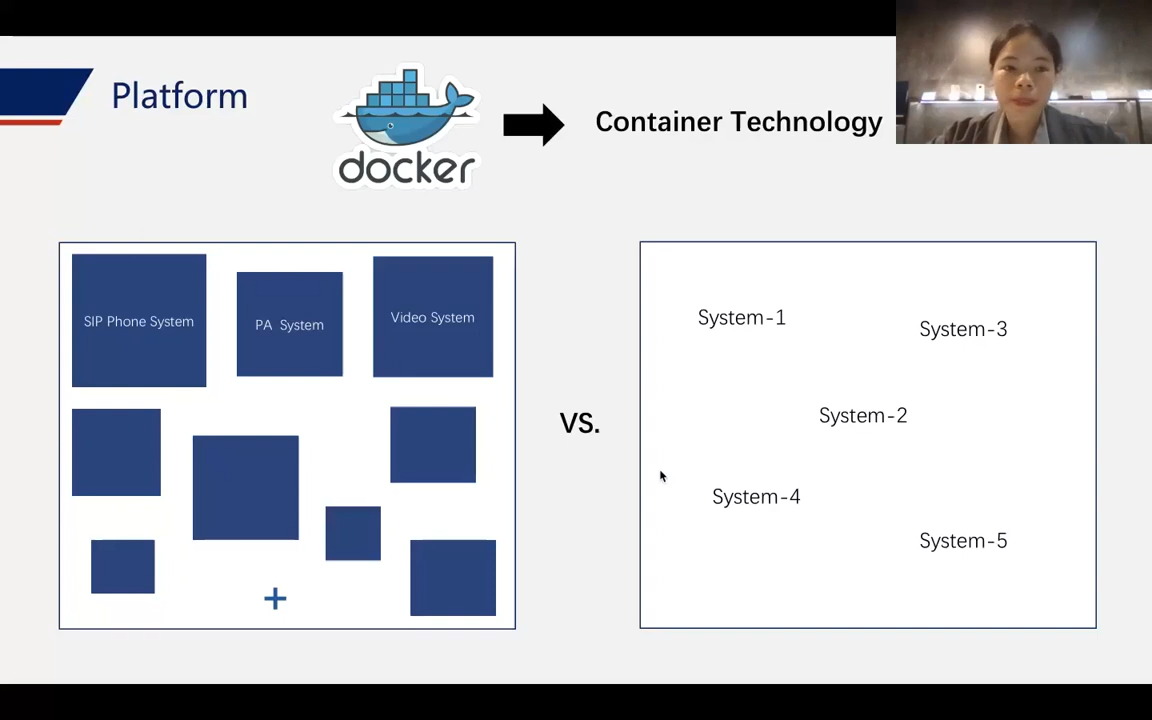 Platform
docker
Container Technology
SIP Phone System
PA System
Video System
+
VS.
System-1
System-3
System-2
System-4
System-5